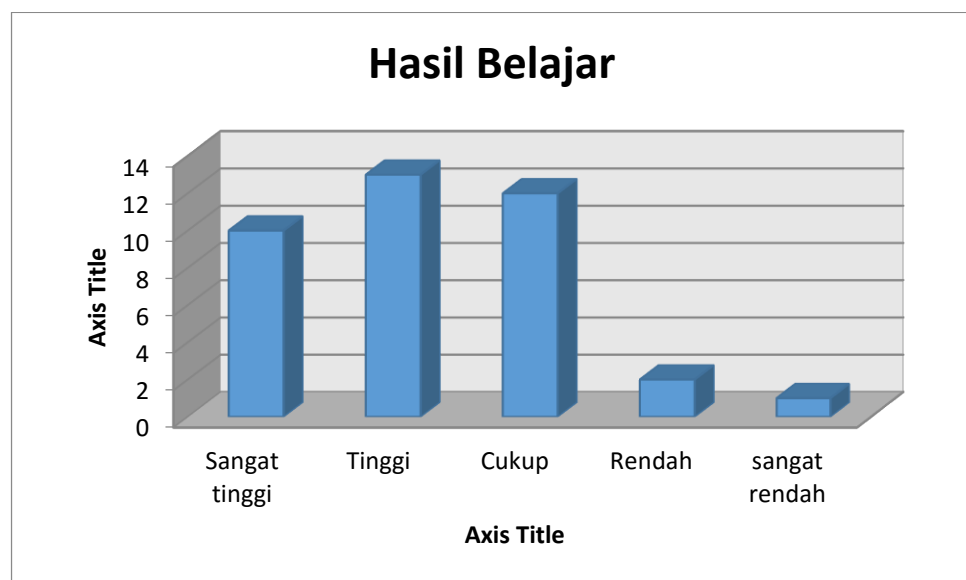 Hasil Belajar
14
12
10
8
6
4
2
0
Axis Title
Sangat
tinggi
Tinggi
Cukup
Rendah
sangat
rendah
Axis Title